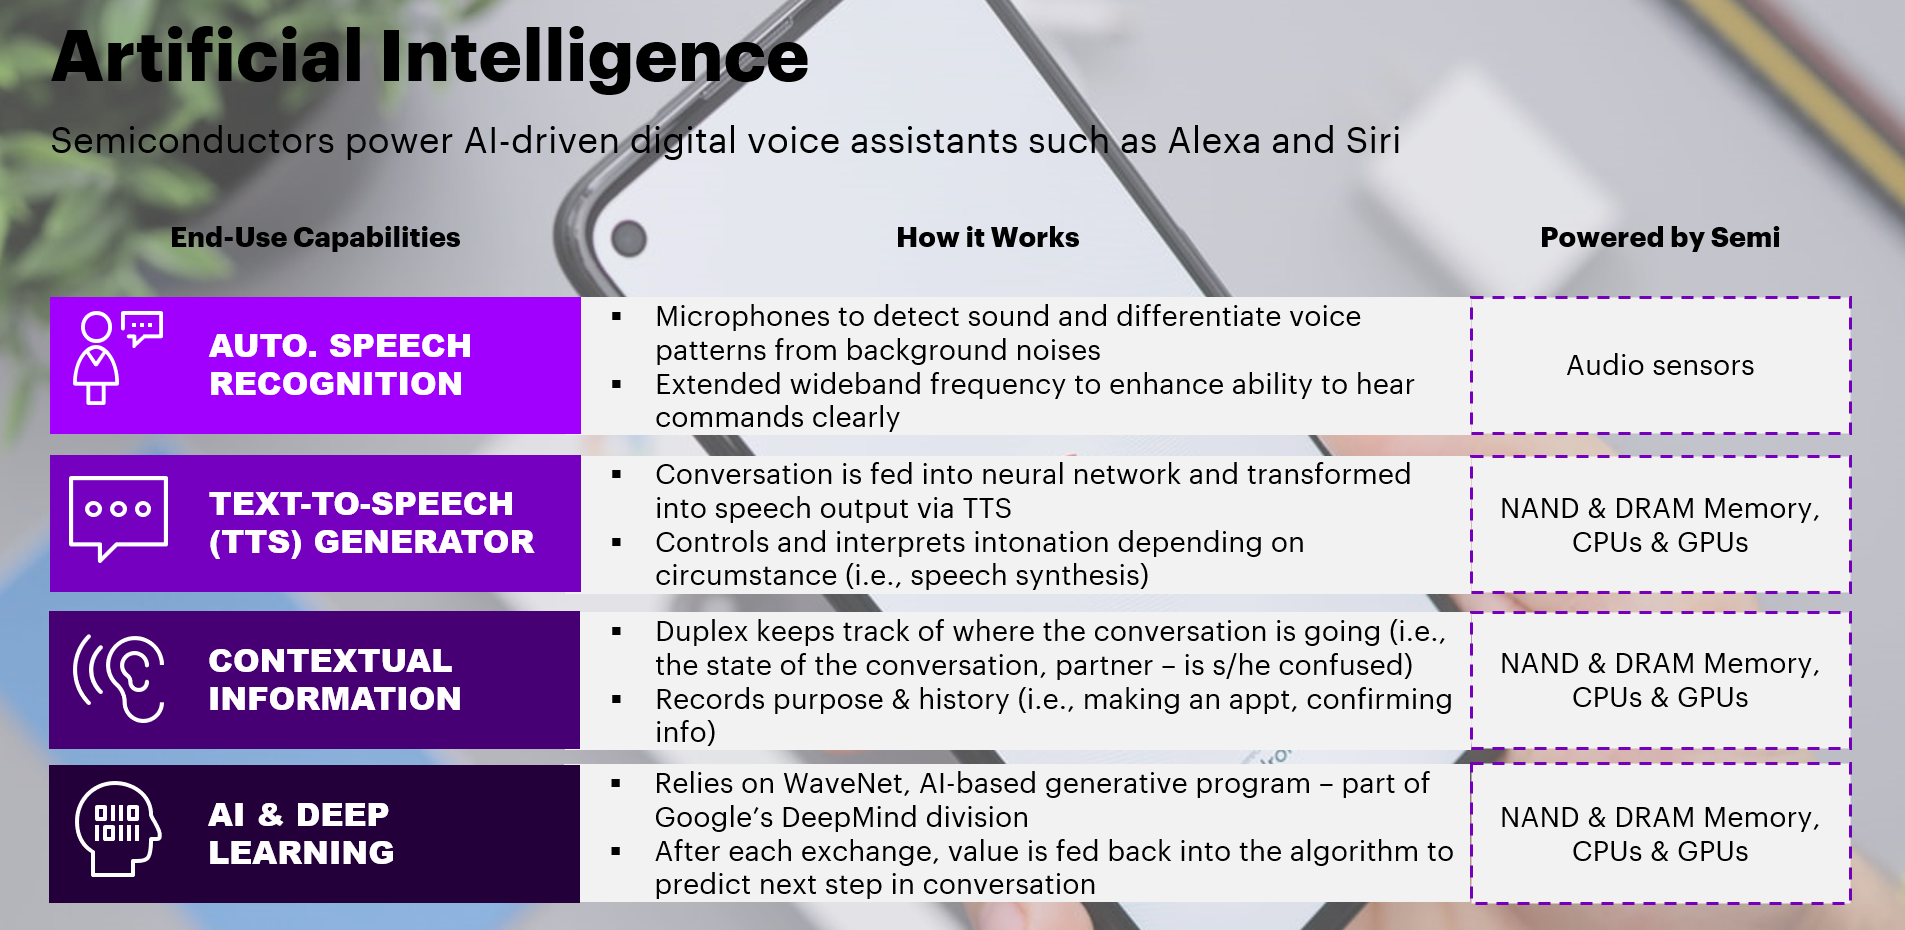 Artificial Intelligence
Semiconductors power AI-driven digital voice assistants such as Alexa and Siri
End-Use Capabilities
How it Works
Powered by Semi
AUTO. SPEECH
RECOGNITION
▪ Microphones to detect sound and differentiate voice
patterns from background noises
▪ Extended wideband frequency to enhance ability to hear
commands clearly
Audio sensors
TEXT-TO-SPEECH
(TTS) GENERATOR
▪ Conversation is fed into neural network and transformed
into speech output via TTS
▪ Controls and interprets intonation depending on
circumstance (i.e., speech synthesis)
NAND & DRAM Memory,
CPUs & GPUs
CONTEXTUAL
INFORMATION
▪ Duplex keeps track of where the conversation is going (i.e.,
the state of the conversation, partner – is s/he confused)
▪ Records purpose & history (i.e., making an appt, confirming
info)
NAND & DRAM Memory,
CPUs & GPUs
0110
10111
AI & DEEP
LEARNING
▪ Relies on WaveNet, AI-based generative program – part of
Google’s DeepMind division
▪ After each exchange, value is fed back into the algorithm to
predict next step in conversation
NAND & DRAM Memory,
CPUs & GPUs